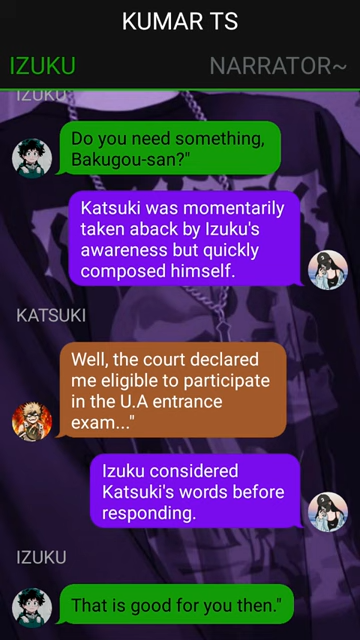 KUMAR TS
IZUKU NARRATOR~
IZUKU
Do you need something,
Bakugou-san?"
Katsuki was momentarily
taken aback by Izuku's
awareness but quickly
composed himself.
KATSUKI
Well, the court declared
me eligible to participate
in the U.A entrance
exam..."
Izuku considered
Katsuki's words before
responding.
IZUKU
That is good for you then."